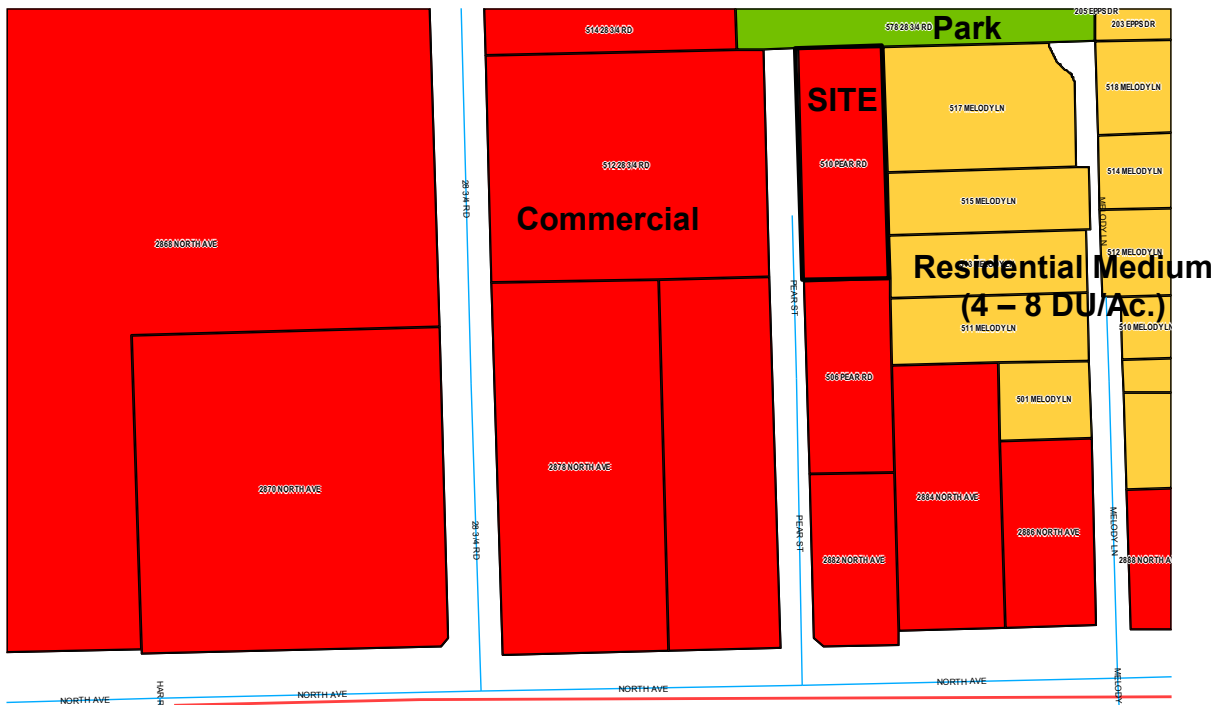 205 EPPS DR
514 28 3/4 RD
578 28 3/4 RD
Park
203 EPPS DR
SITE
518 MELODY LN
517 MELODY LN
512 28 3/4 RD
510 PEAR RD
514 MELODY LN
28 3/4 RD
515 MELODY LN
MELODY LN
Commercial
2868 NORTH AVE
512 MELODY LN
Residential Medium
(4 – 8 DU/Ac.)
PEAR ST
511 MELODY LN
510 MELODY LN
506 PEAR RD
501 MELODY LN
2878 NORTH AVE
2870 NORTH AVE
2884 NORTH AVE
28 3/4 RD
PEAR ST
MELODY LN
2886 NORTH AVE
2882 NORTH AVE
2888 NORTH A
NORTH AVE
NORTH AVE
NORTH AVE
NORTH AVE
MELODY